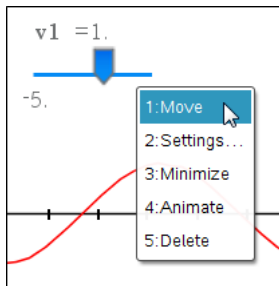 v1 =1.
-5.
1:Move
2:Settings...
3:Minimize
4:Animate
5:Delete